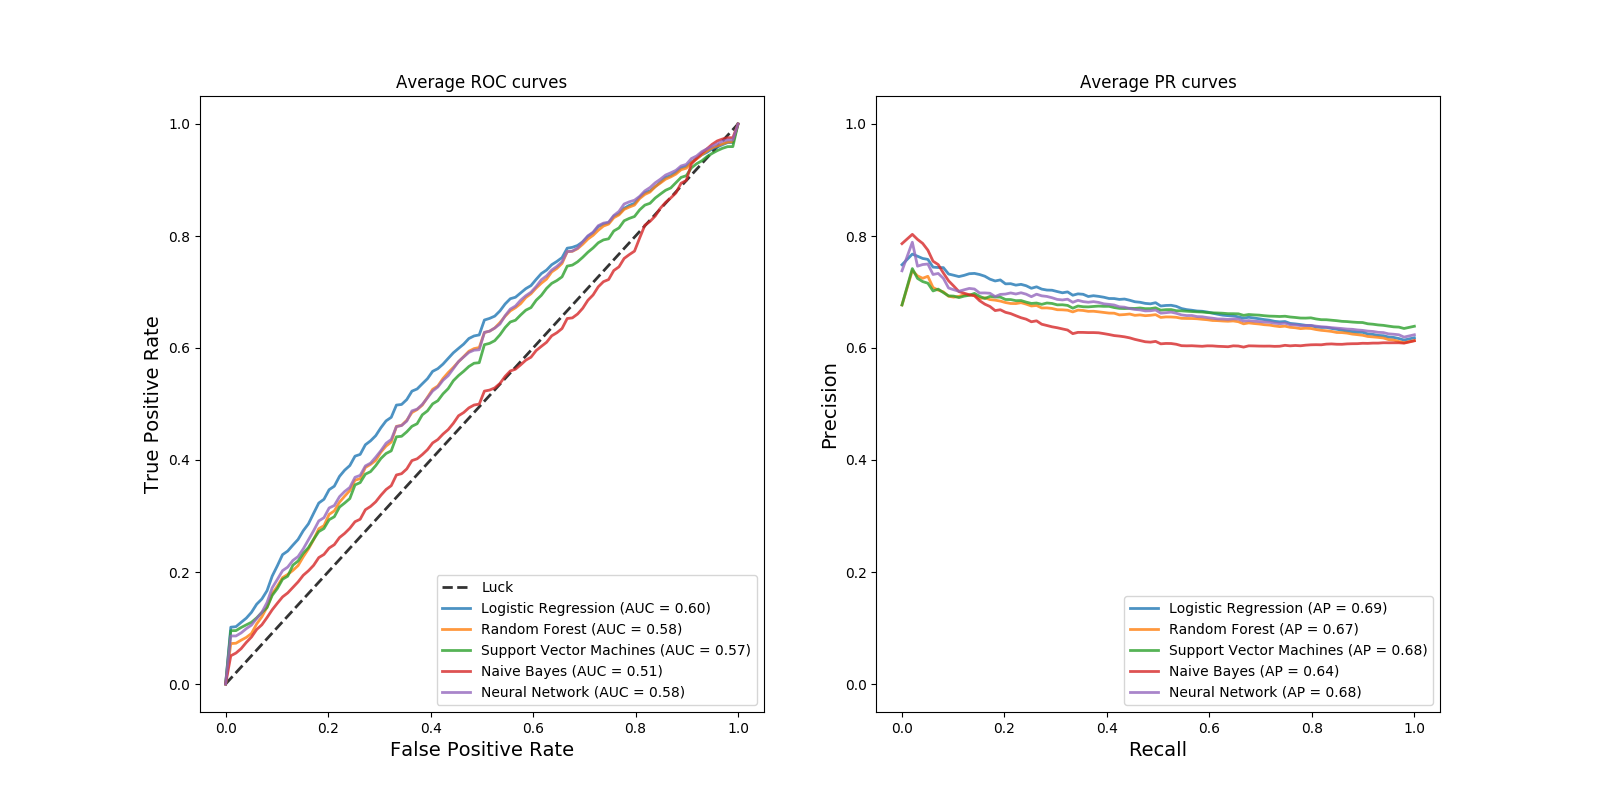 Average ROC curves
True Positive Rate
1.0
0.8
0.6
0.4
0.2
0.0
Luck
Logistic Regression (AUC = 0.60)
Random Forest (AUC = 0.58)
Support Vector Machines (AUC = 0.57)
Naive Bayes (AUC = 0.51)
Neural Network (AUC = 0.58)
0.0 0.2 0.4 0.6 0.8 1.0
False Positive Rate
Average PR curves
Precision
1.0
0.8
0.6
0.4
0.2
0.0
Logistic Regression (AP = 0.69)
Random Forest (AP = 0.67)
Support Vector Machines (AP = 0.68)
Naive Bayes (AP = 0.64)
Neural Network (AP = 0.68)
0.0 0.2 0.4 0.6 0.8 1.0
Recall